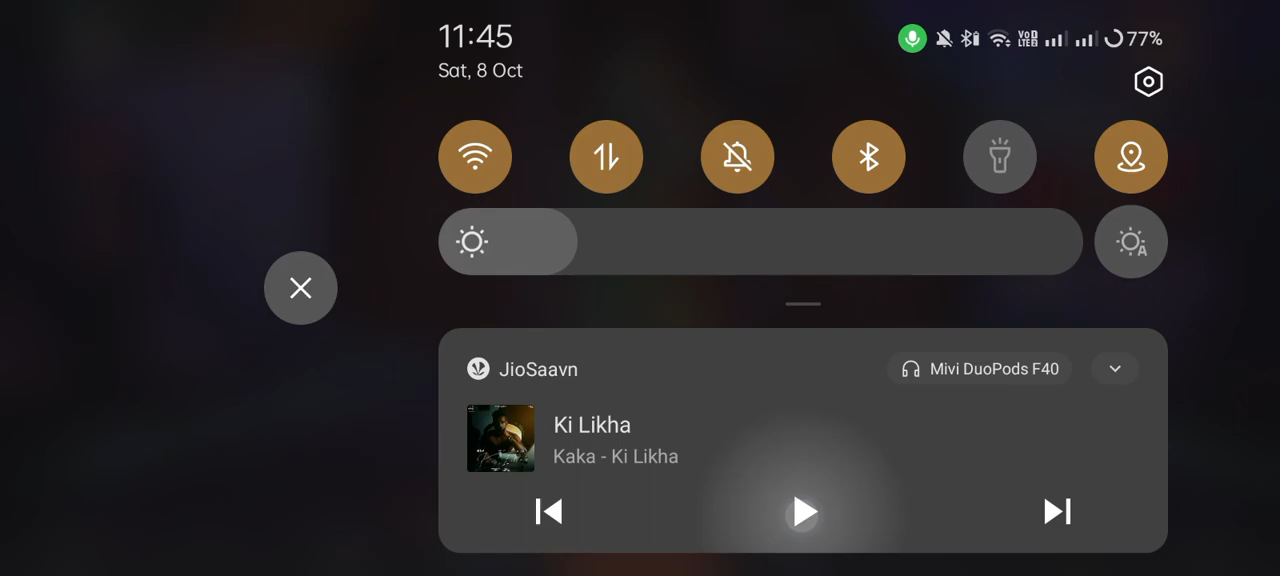 11:45
77%
Sat, 8 Oct
A
JioSaavn
Mivi DuoPods F40
Ki Likha
Kaka - Ki Likha